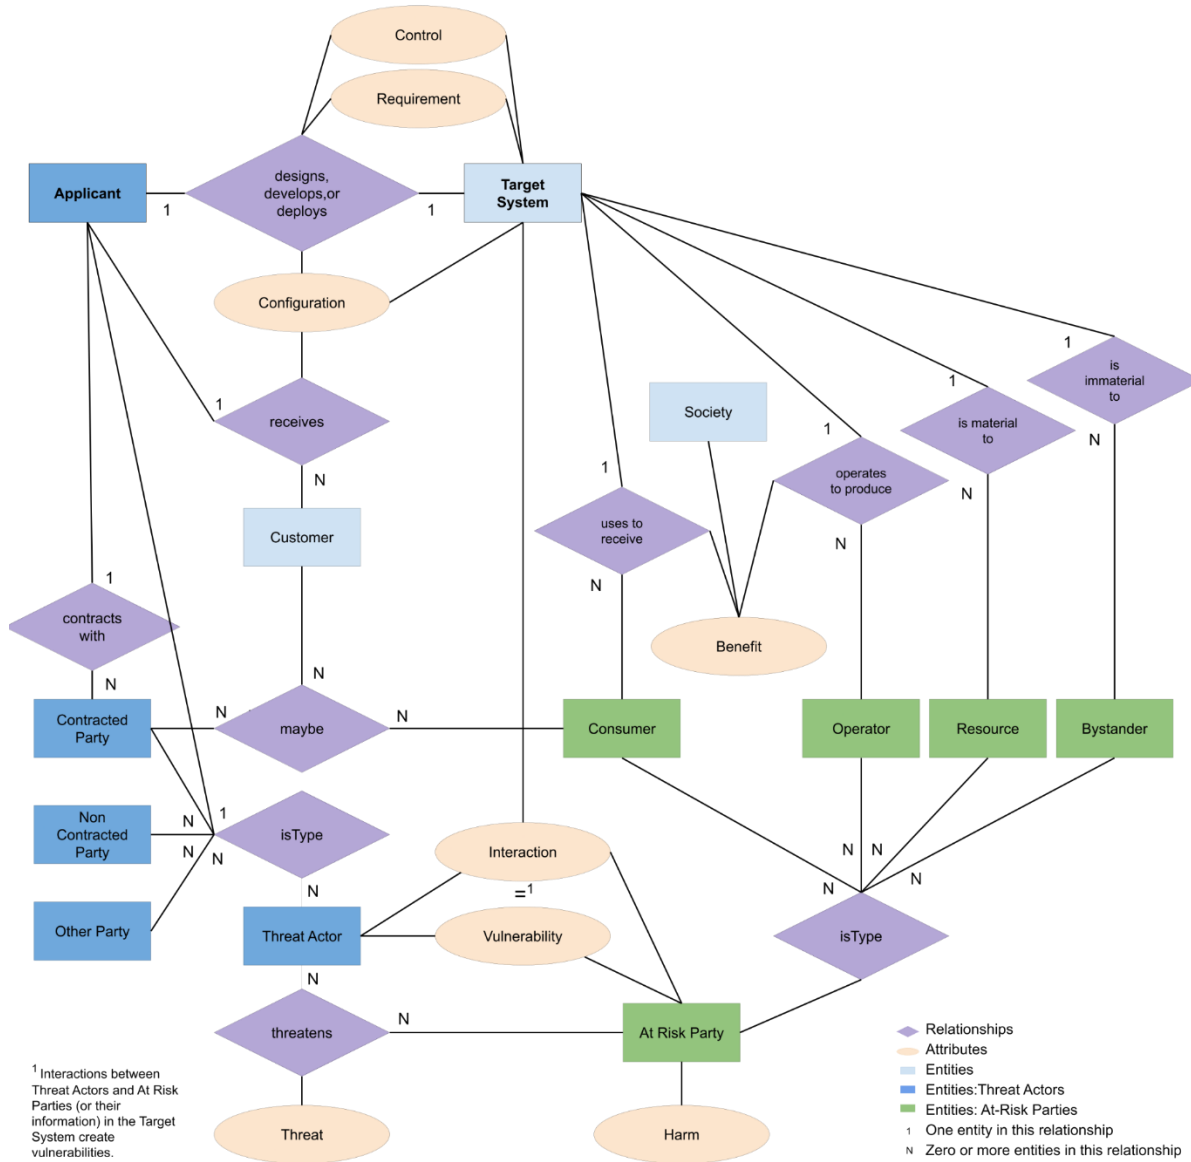 Control
Requirement
Applicant
designs,
develops,or
deploys
Target
System
1
1
Configuration
1
is
immaterial
to
1
receives
Society
1
is material
to
1
operates
to produce
N
N
N
1
N
Customer
uses to
receive
N
N
1
contracts
with
Benefit
N
N
Contracted
Party
N
maybe
N
Consumer
Operator
Resource
Bystander
1
Non
Contracted
Party
N
N
N
isType
Interaction
=1
N
N
N
N
N
Other Party
Threat Actor
Vulnerability
isType
N
threatens
N
At Risk Party
Threat
Harm
1 Interactions between
Threat Actors and At Risk
Parties (or their
information) in the Target
System create
vulnerabilities.
Relationships
Attributes
Entities
Entities:Threat Actors
Entities: At-Risk Parties
1 One entity in this relationship
N Zero or more entities in this relationship